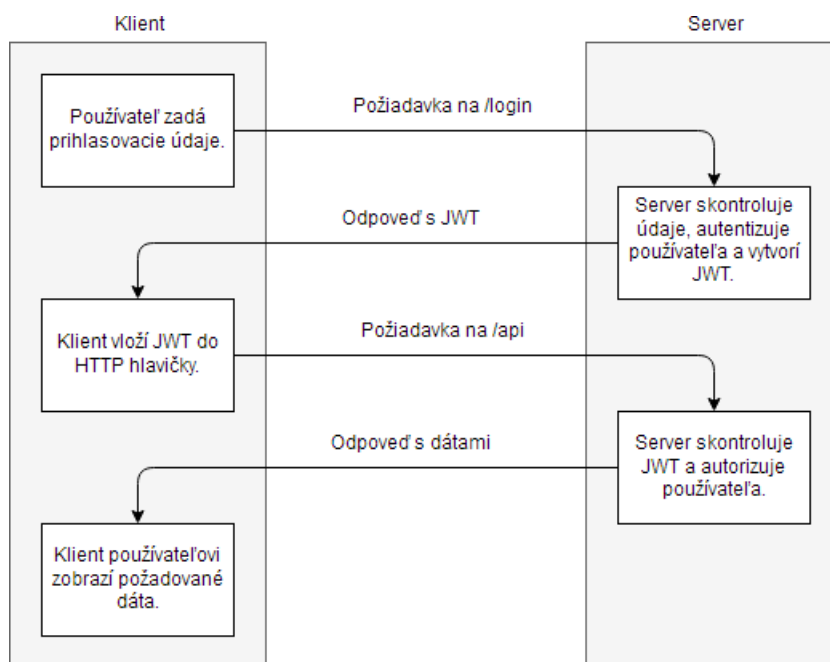 Klient
Server
Používateľ zadá
prihlasovacie údaje.
Požiadavka na /login
Server skontroluje
údaje, autentizuje
používateľa a vytvorí
JWT.
Odpoveď s JWT
Klient vloží JWT do
HTTP hlavičky.
Požiadavka na /api
Server skontroluje
JWT a autorizuje
používateľa.
Odpoveď s dátami
Klient používateľovi
zobrazí požadované
dáta.